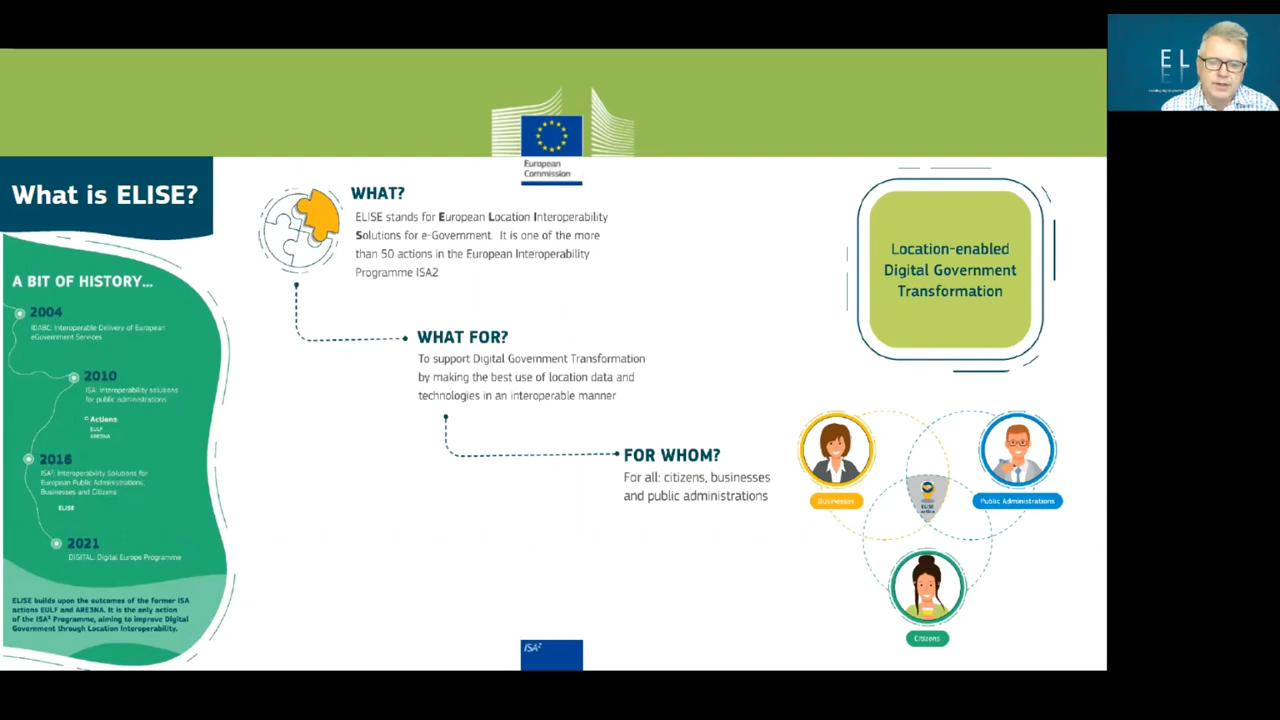 EL
European
Commission
What is ELISE?
A BIT OF HISTORY...
2004
IDABC: Interoperable Delivery of European
eGovernment Services
2010
ISA: Interoperability solutions
for public administrations
Actions
EULF
ARE3NA
2016
ISA²: Interoperability Solutions for
European Public Administrations,
Businesses and Citizens
ELISE
2021
DIGITAL: Digital Europe Programme
ELISE builds upon the outcomes of the former ISA
actions EULF and ARE3NA. It is the only action
of the ISA² Programme, aiming to improve Digital
Government through Location Interoperability.
WHAT?
ELISE stands for European Location Interoperability
Solutions for e-Government. It is one of the more
than 50 actions in the European Interoperability
Programme ISA2
WHAT FOR?
To support Digital Government Transformation
by making the best use of location data and
technologies in an interoperable manner
FOR WHOM?
For all: citizens, businesses
and public administrations
Location-enabled
Digital Government
Transformation
Businesses
Public Administrations
ELISE
action
Citizens
ISA²